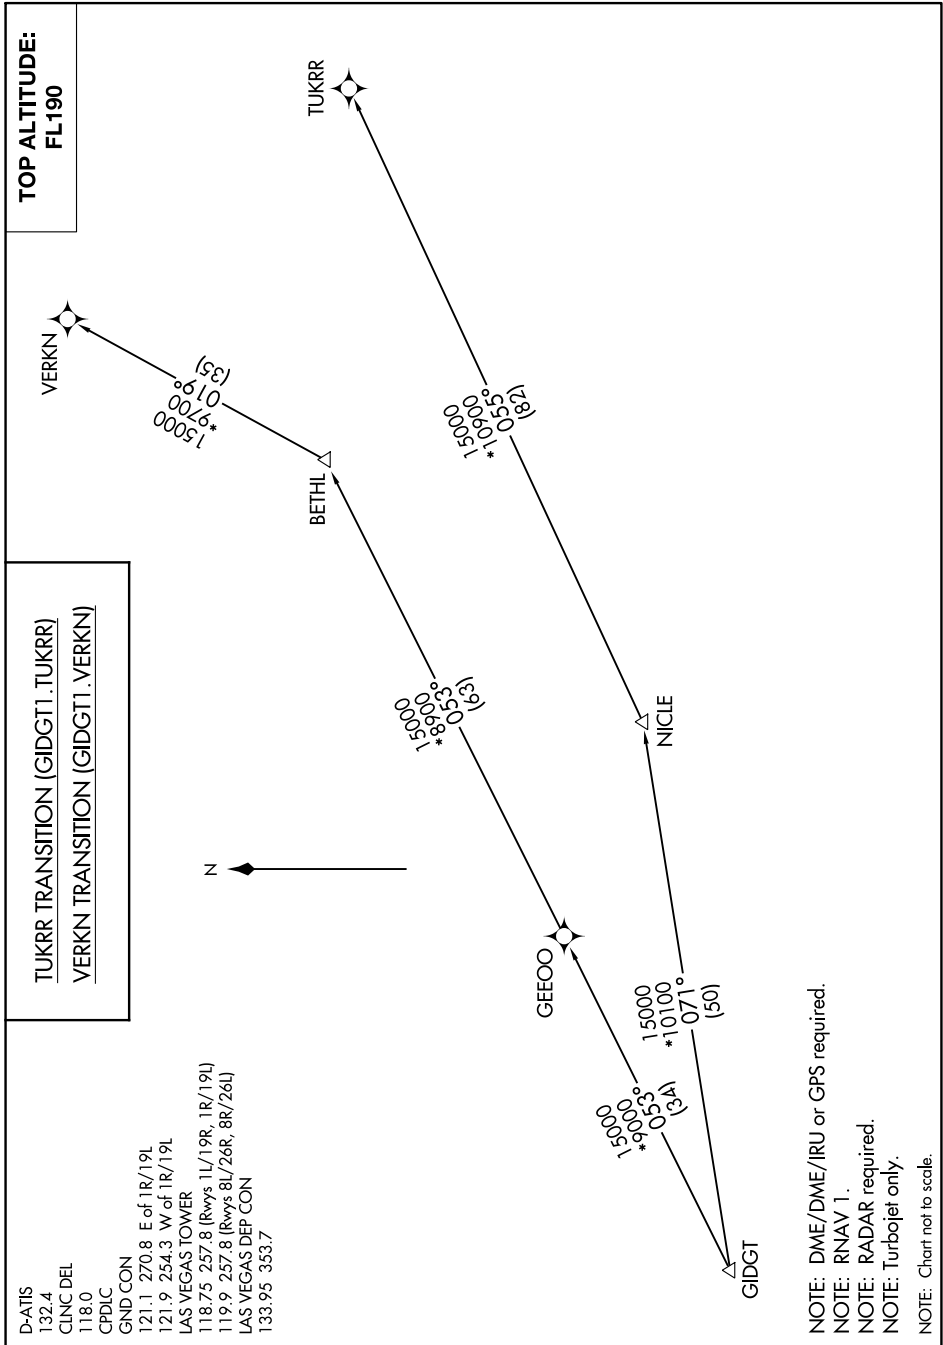 TOP ALTITUDE:
FL190
TUKRR TRANSITION (GIDGT1.TUKRR)
VERKN TRANSITION (GIDGT1.VERKN)
D-ATIS
132.4
CLNC DEL
118.0
CPDLC
GND CON
121.1 270.8 E of 1R/19L
121.9 254.3 W of 1R/19L
LAS VEGAS TOWER
118.75 257.8 (Rwys 1L/19R, 1R/19L)
119.9 257.8 (Rwys 8L/26R, 8R/26L)
LAS VEGAS DEP CON
133.95 353.7
N
VERKN
15000
*9700
019°
(35)
BETHL
15000
*8900
053°
(63)
GEEOO
15000
*9000
053°
(34)
GIDGT
15000
*10100
071°
(50)
NICLE
15000
*10900
055°
(82)
TUKRR
NOTE: DME/DME/IRU or GPS required.
NOTE: RNAV 1.
NOTE: RADAR required.
NOTE: Turbojet only.
NOTE: Chart not to scale.